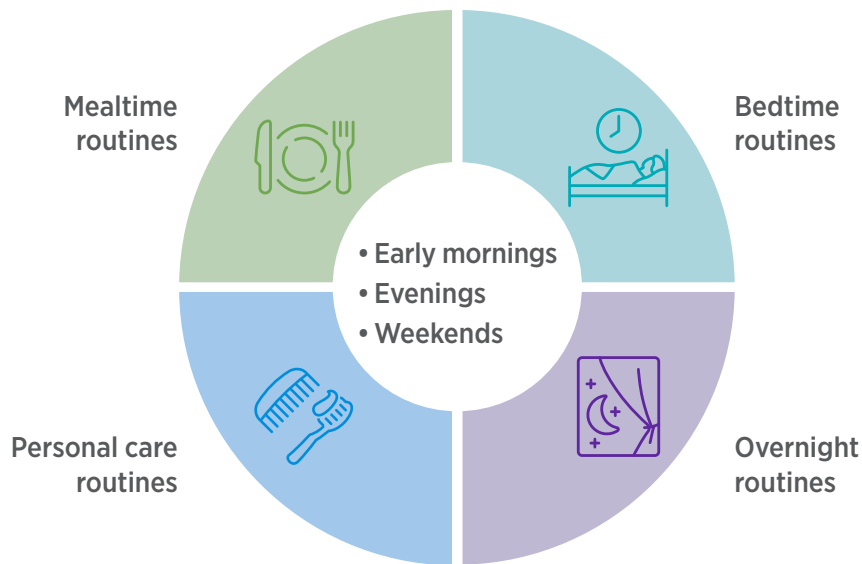 Mealtime
routines
Bedtime
routines
• Early mornings
• Evenings
• Weekends
Personal care
routines
Overnight
routines